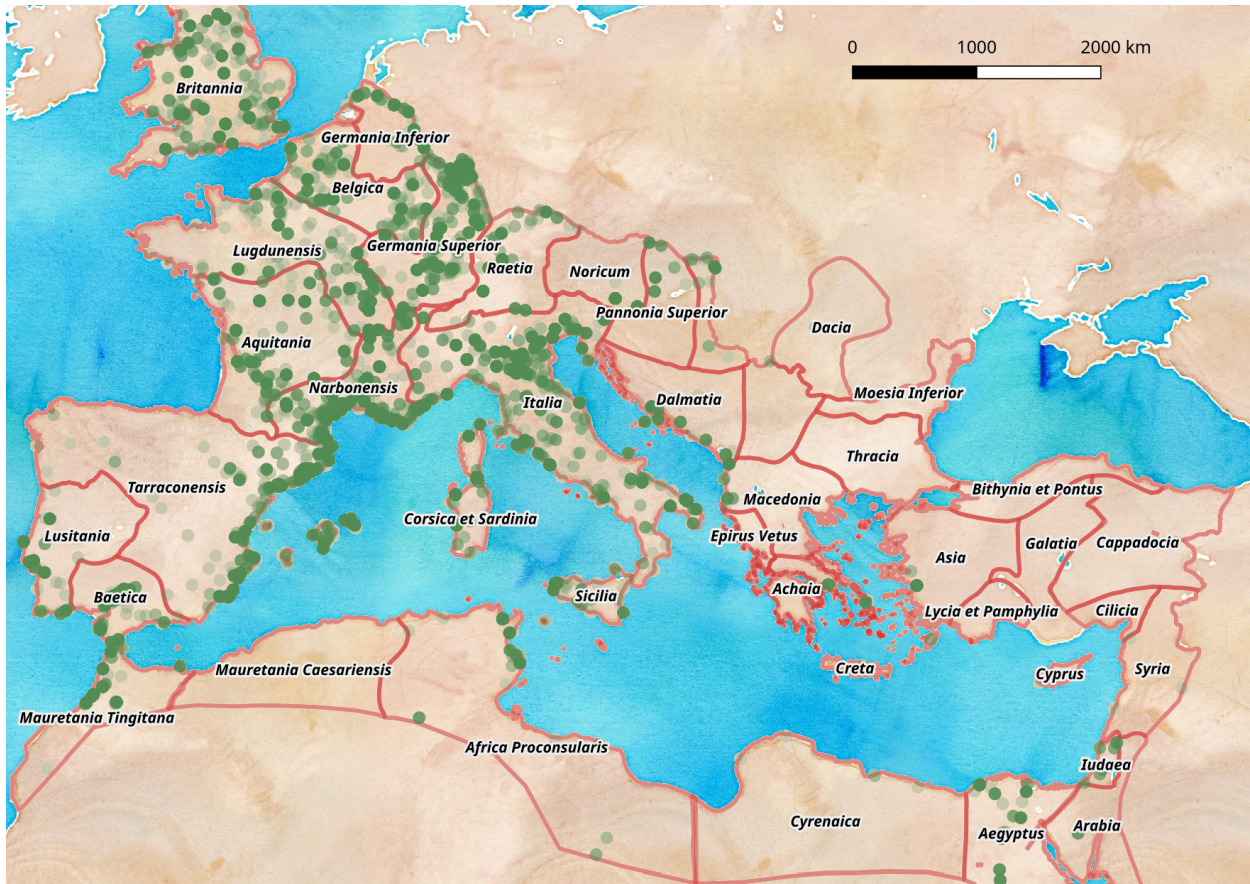 0 1000 2000 km
Britannia
Germania Inferior
Belgica
Lugdunensis
Germania Superior
Raetia
Noricum
Pannonia Superior
Dacia
Aquitania
Narbonensis
Italia
Dalmatia
Moesia Inferior
Thracia
Tarraconensis
Bithynia et Pontus
Macedonia
Corsica et Sardinia
Lusitania
Epirus Vetus
Asia
Galatia
Cappadocia
Baetica
Sicilia
Achaia
Lycia et Pamphylia
Cilicia
Mauretania Caesariensis
Creta
Cyprus
Syria
Mauretania Tingitana
Africa Proconsularis
Iudaea
Cyrenaica
Aegyptus
Arabia